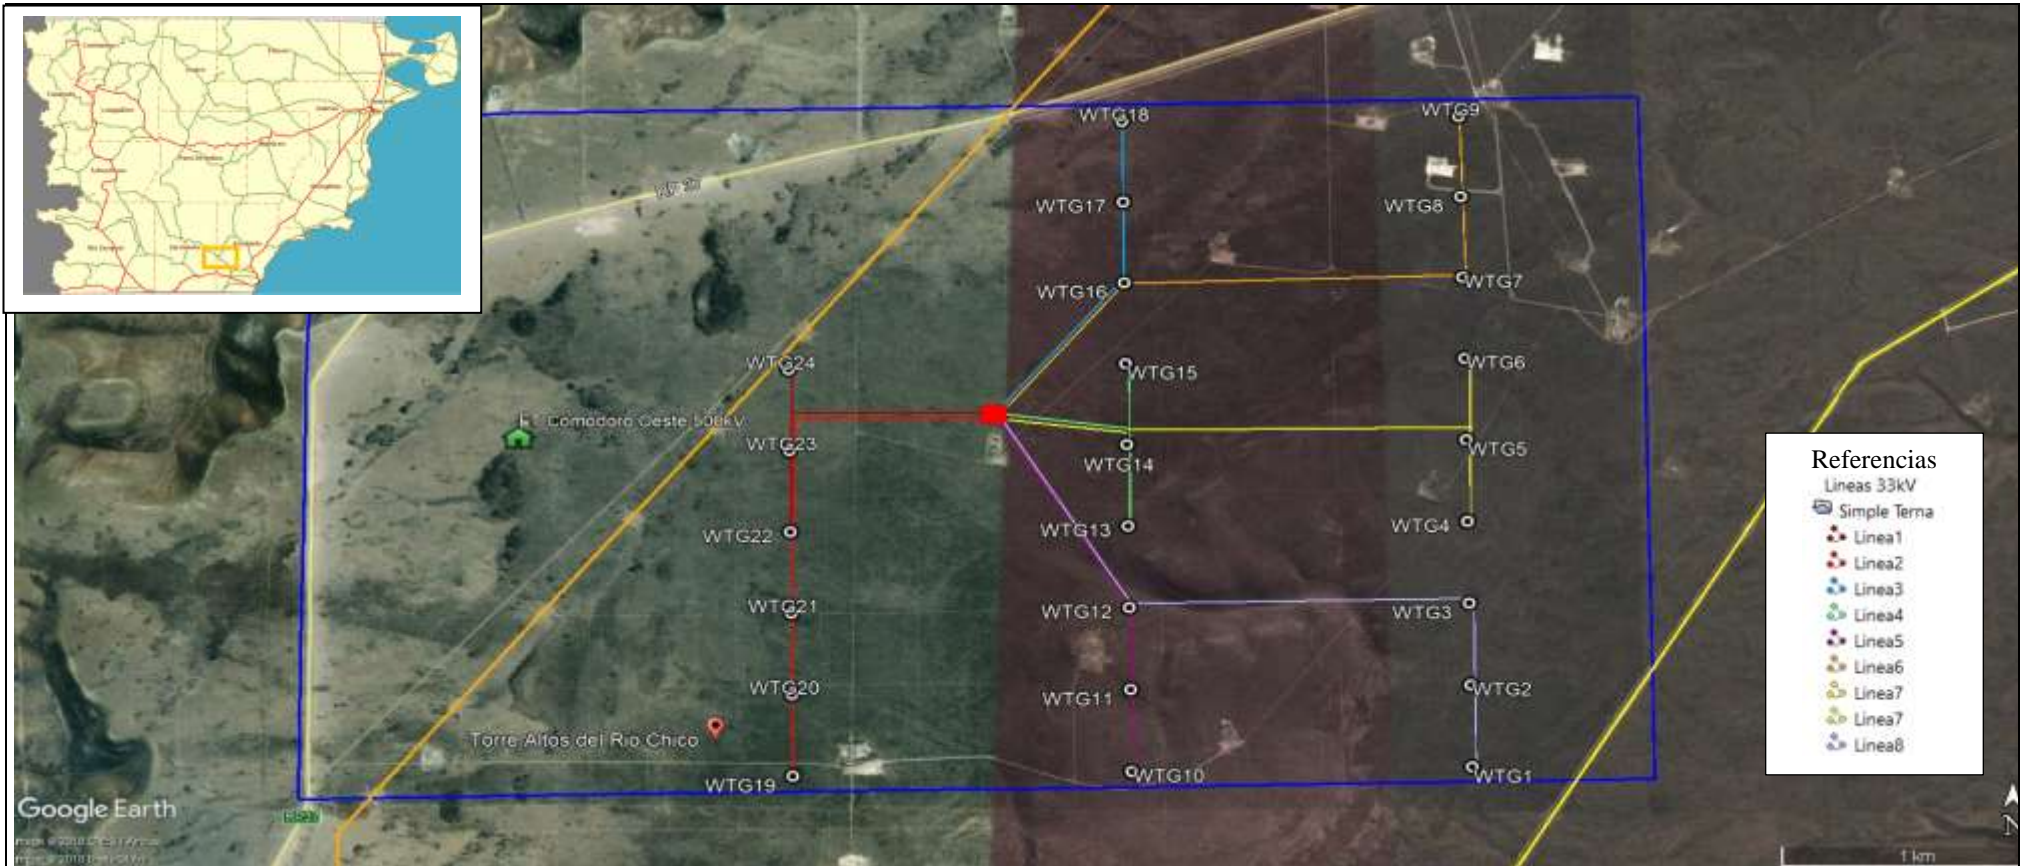 WTG18
WTG9
WTG17
WTG8
WTG16
WTG7
WTG24
WTG15
WTG6
Comodoro Oeste 500kV
WTG23
WTG14
WTG5
WTG22
WTG13
WTG4
WTG21
WTG12
WTG3
WTG20
WTG11
WTG2
Torre Altos del Rio Chico
WTG19
WTG10
WTG1
Referencias
Lineas 33kV
Simple Terna
Linea1
Linea2
Linea3
Linea4
Linea5
Linea6
Linea7
Linea7
Linea8
Google Earth
N
1 km